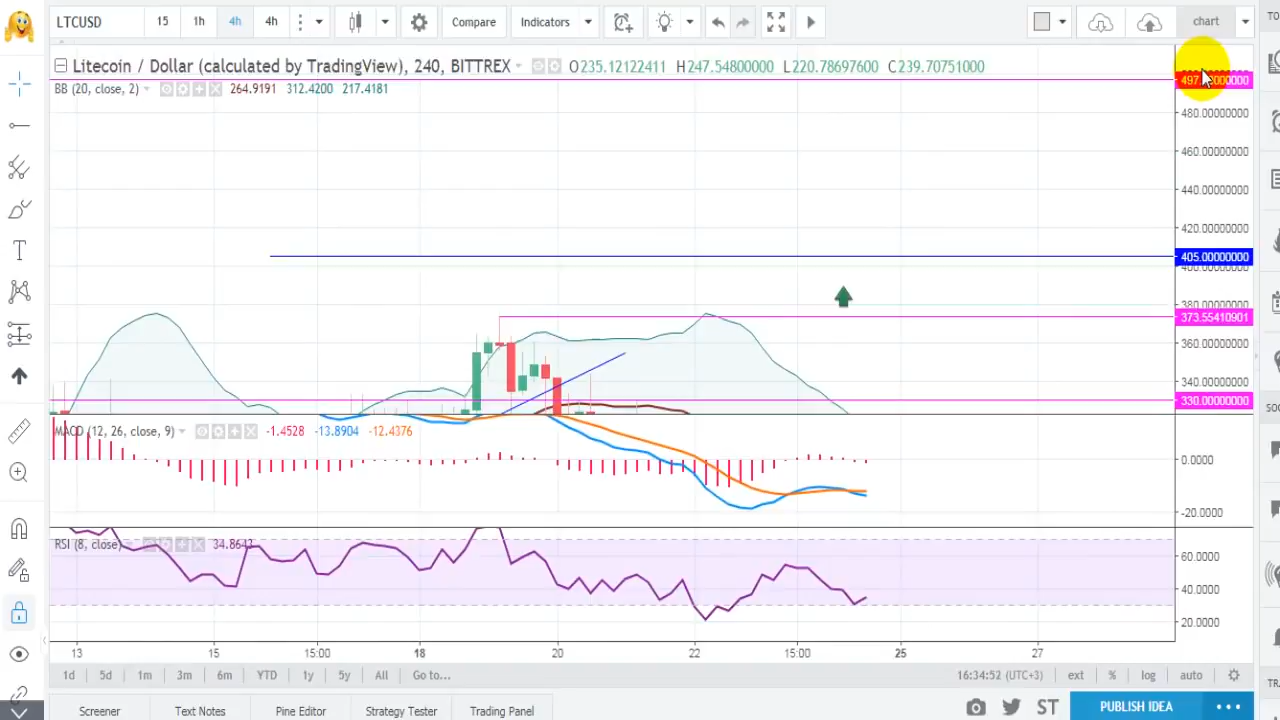 LTCUSD 15 1h 4h 4h Compare Indicators chart
Litecoin / Dollar (calculated by TradingView), 240, BITTREX O235.12122411 H247.54800000 L220.78697600 C239.70751000
BB (20, close, 2) 264.9191 312.4200 217.4181
480.00000000
460.00000000
440.00000000
420.00000000
405.00000000
400.00000000
380.00000000
373.55410901
360.00000000
340.00000000
330.00000000
MACD (12, 26, close, 9) -1.4528 -13.8904 -12.4376
0.0000
-20.0000
RSI (8, close) 34.8642
60.0000
40.0000
20.0000
13 15 15:00 18 20 22 15:00 25 27
1d 5d 1m 3m 6m YTD 1y 5y All Go to... 16:34:52 (UTC+3) ext % log auto
Screener Text Notes Pine Editor Strategy Tester Trading Panel ST PUBLISH IDEA